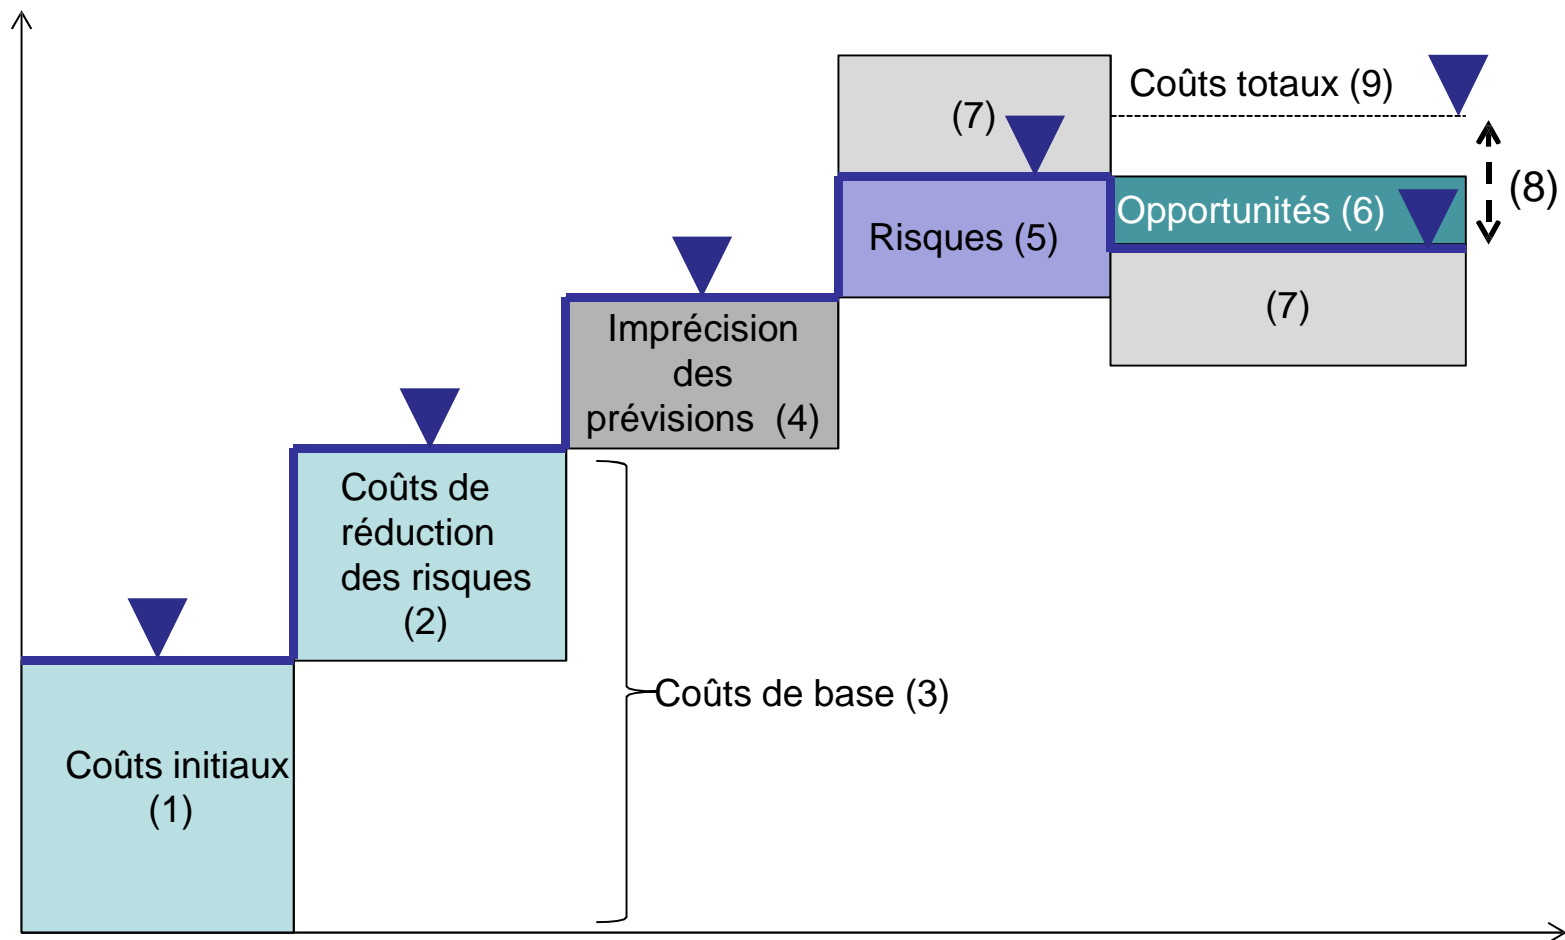 Coûts totaux (9)
(7)
(8)
Opportunités (6)
Risques (5)
(7)
Imprécision
des
prévisions (4)
Coûts de
réduction
des risques
(2)
Coûts de base (3)
Coûts initiaux
(1)